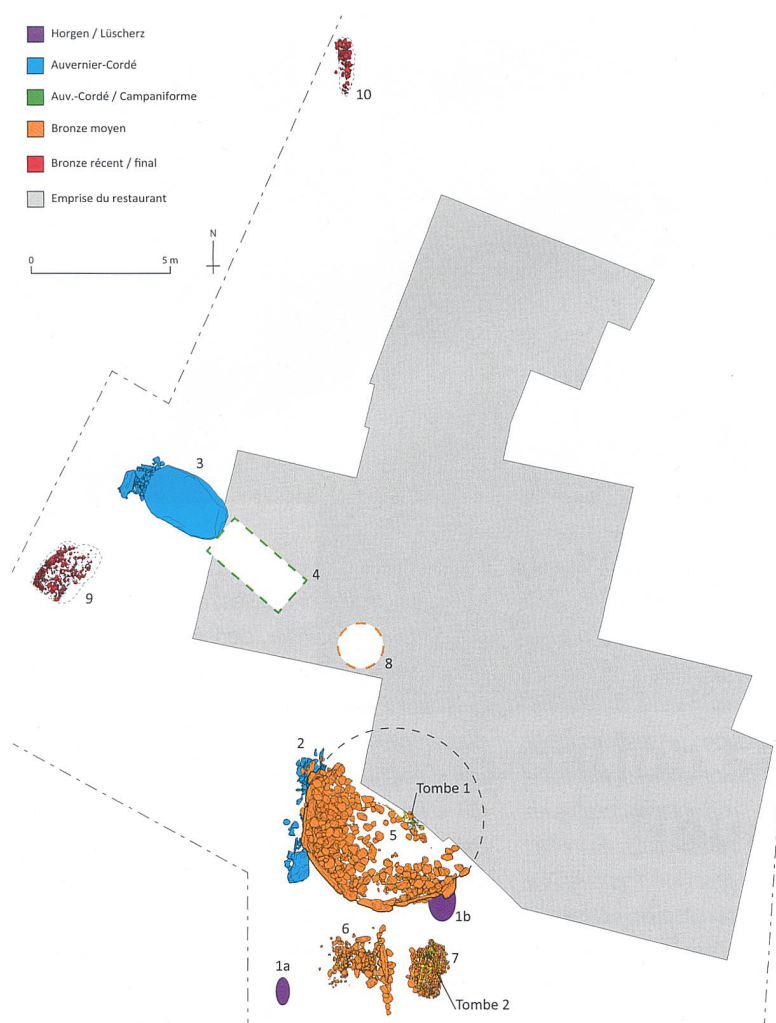 Horgen / Lüscherz
Auvernier-Cordé
Auv.-Cordé / Campaniforme
Bronze moyen
Bronze récent / final
Emprise du restaurant
N
0 5 m
10
3
4
9
8
2
Tombe 1
5
1b
6
7
1a
Tombe 2